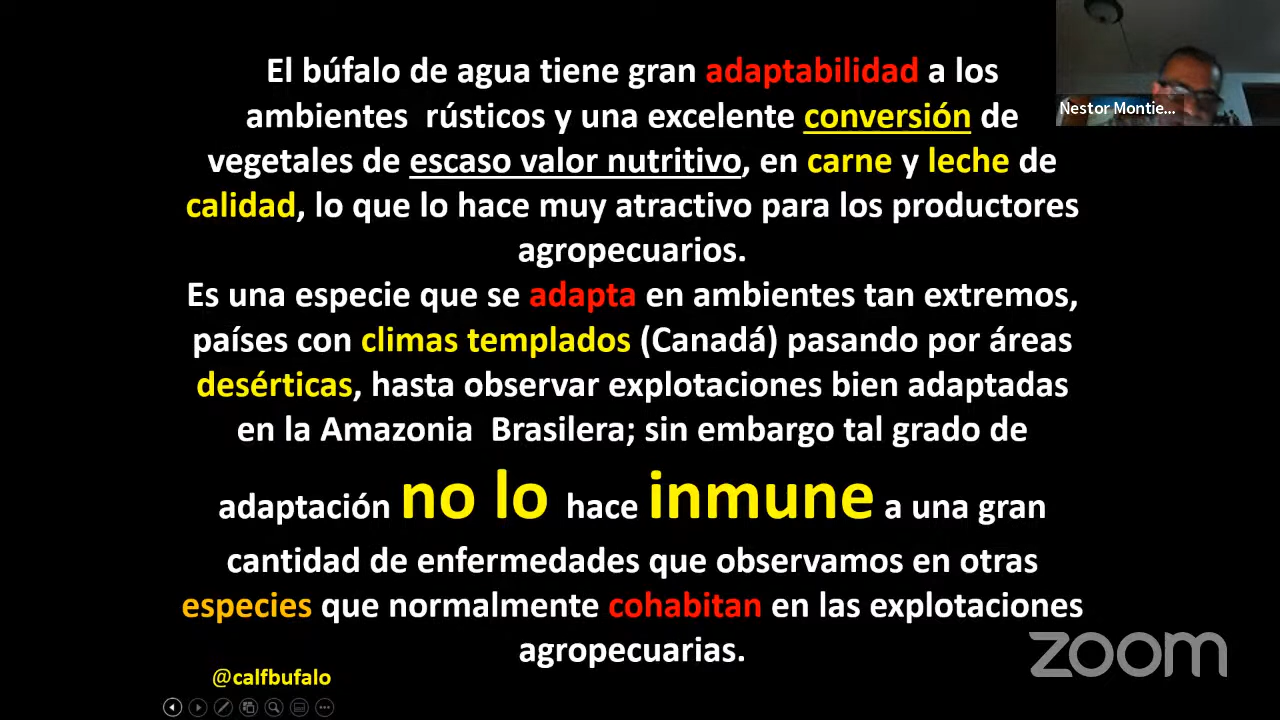 El búfalo de agua tiene gran adaptabilidad a los
ambientes rústicos y una excelente conversión de
vegetales de escaso valor nutritivo, en carne y leche de
calidad, lo que lo hace muy atractivo para los productores
agropecuarios.
Es una especie que se adapta en ambientes tan extremos,
países con climas templados (Canadá) pasando por áreas
desérticas, hasta observar explotaciones bien adaptadas
en la Amazonia Brasilera; sin embargo tal grado de
adaptación no lo hace inmune a una gran
cantidad de enfermedades que observamos en otras
especies que normalmente cohabitan en las explotaciones
agropecuarias.
@calfbufalo
Nestor Montie...
zoom